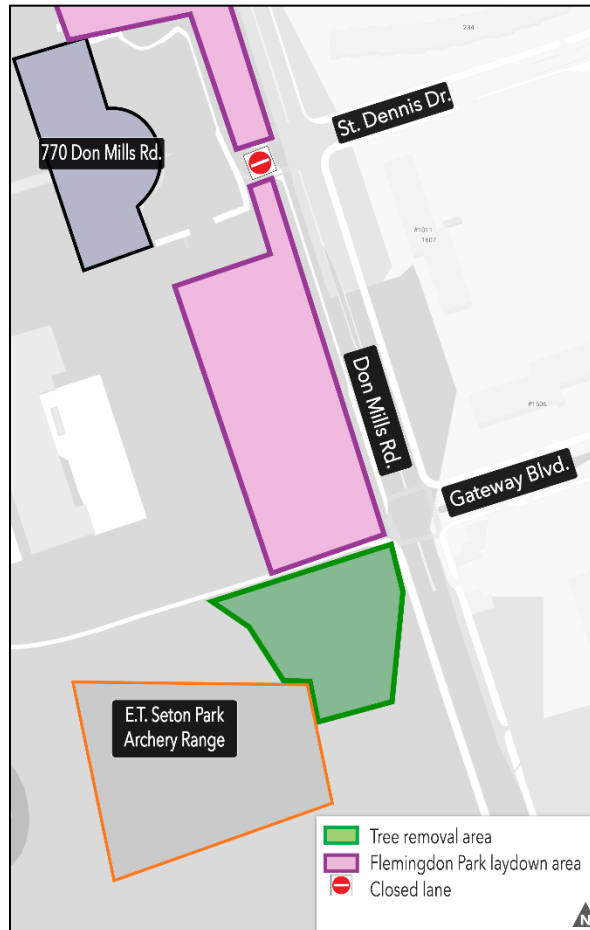 234
St. Dennis Dr.
770 Don Mills Rd.
#1011
1607
Don Mills Rd.
#1506
Gateway Blvd.
E.T. Seton Park
Archery Range
Tree removal area
Flemingdon Park laydown area
Closed lane
N